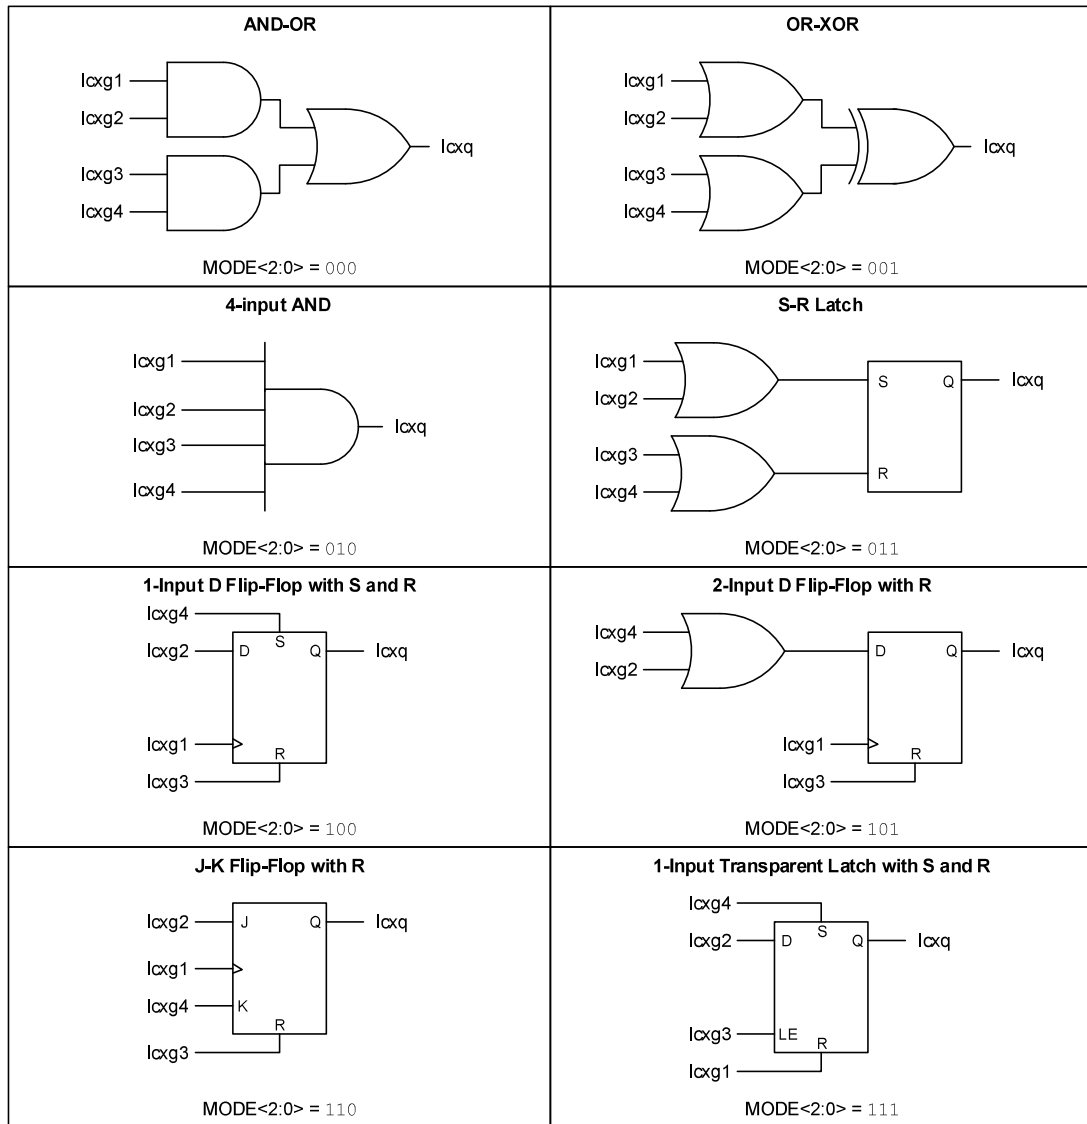 AND-OR
lcxg1
lcxg2
lcxg3
lcxg4
lcxq
MODE<2:0> = 000
OR-XOR
lcxg1
lcxg2
lcxg3
lcxg4
lcxq
MODE<2:0> = 001
4-input AND
lcxg1
lcxg2
lcxg3
lcxg4
lcxq
MODE<2:0> = 010
S-R Latch
lcxg1
lcxg2
lcxg3
lcxg4
S
Q
R
lcxq
MODE<2:0> = 011
1-Input D Flip-Flop with S and R
lcxg4
lcxg2
D
S
Q
lcxq
lcxg1
R
lcxg3
MODE<2:0> = 100
2-Input D Flip-Flop with R
lcxg4
lcxg2
D
Q
lcxq
lcxg1
R
lcxg3
MODE<2:0> = 101
J-K Flip-Flop with R
lcxg2
J
Q
lcxq
lcxg1
lcxg4
K
R
lcxg3
MODE<2:0> = 110
1-Input Transparent Latch with S and R
lcxg4
lcxg2
D
S
Q
lcxq
lcxg3
LE
R
lcxg1
MODE<2:0> = 111